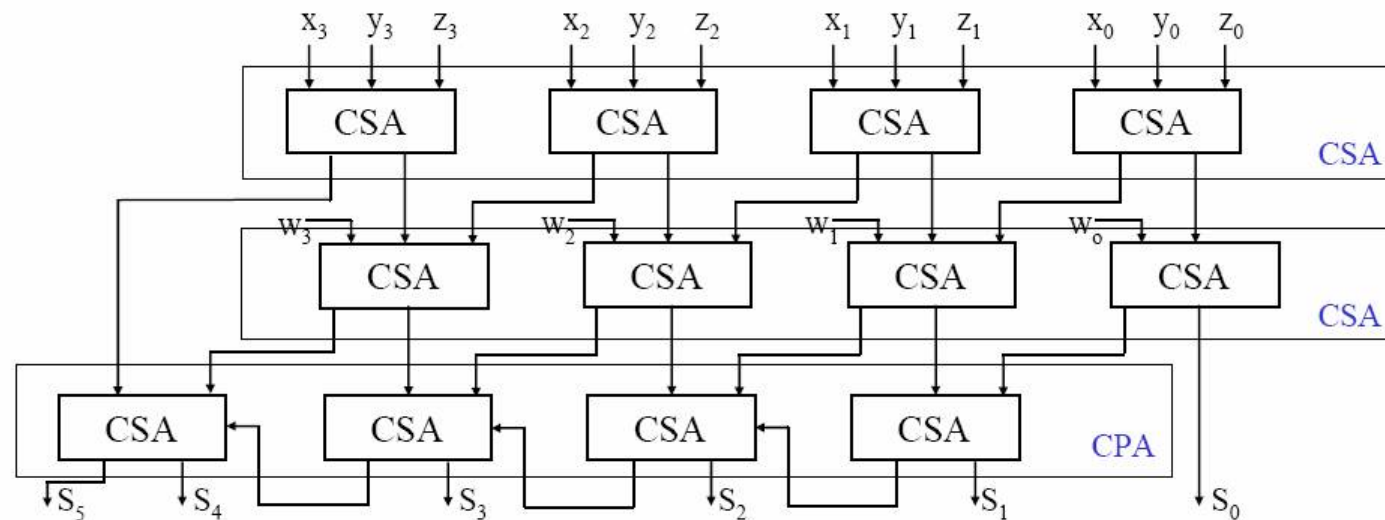 x₃ y₃ z₃ x₂ y₂ z₂ x₁ y₁ z₁ x₀ y₀ z₀
CSA CSA CSA CSA
CSA
w₃ w₂ w₁ wₒ
CSA CSA CSA CSA
CSA
CSA CSA CSA CSA
CPA
S₅ S₄ S₃ S₂ S₁ S₀